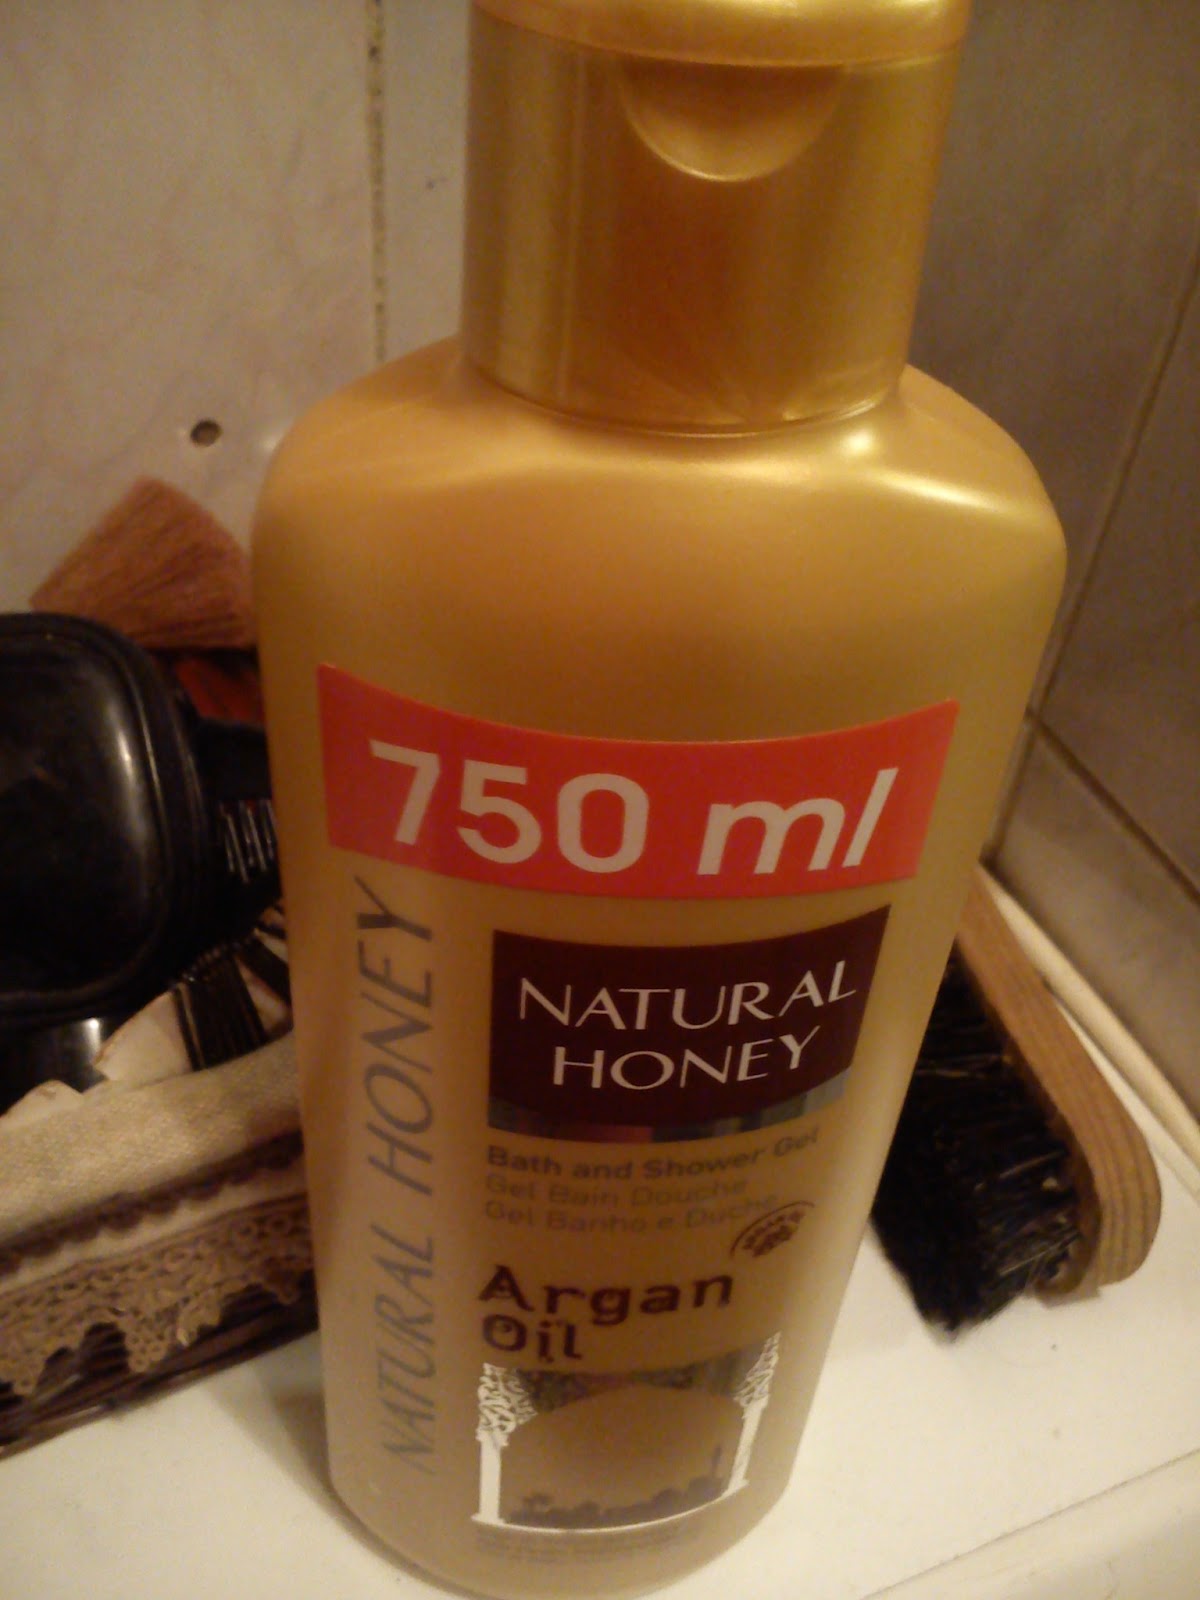 750 ml
NATURAL HONEY
NATURAL
HONEY
Bath and Shower Gel
Gel Bain Douche
Gel Banho e Duche
Argan
Oil